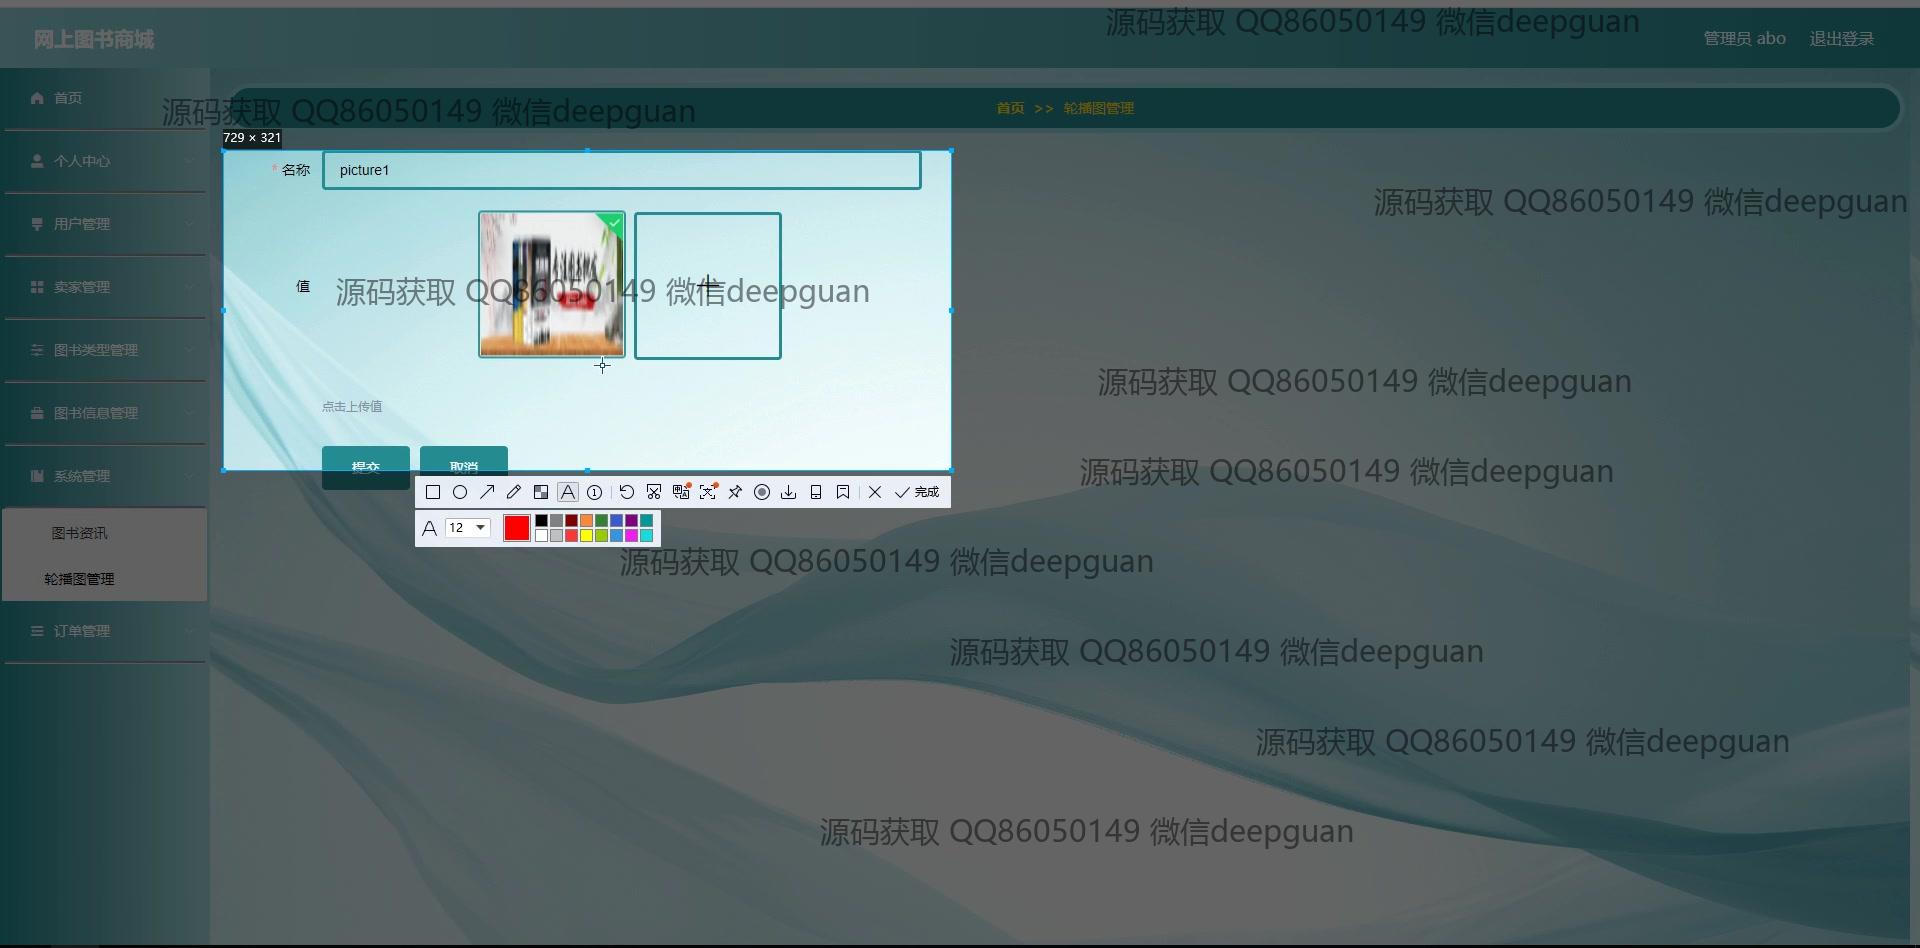 源码获取 QQ86050149 微信deepguan
网上图书商城
管理员 abo
退出登录
首页
源码获取 QQ86050149 微信deepguan
首页 >> 轮播图管理
729 × 321
个人中心
* 名称
picture1
源码获取 QQ86050149 微信deepguan
用户管理
卖家管理
值
源码获取 QQ86050149 微信deepguan
图书类型管理
源码获取 QQ86050149 微信deepguan
图书信息管理
点击上传值
系统管理
提交
取消
源码获取 QQ86050149 微信deepguan
完成
A 12
图书资讯
源码获取 QQ86050149 微信deepguan
轮播图管理
订单管理
源码获取 QQ86050149 微信deepguan
源码获取 QQ86050149 微信deepguan
源码获取 QQ86050149 微信deepguan